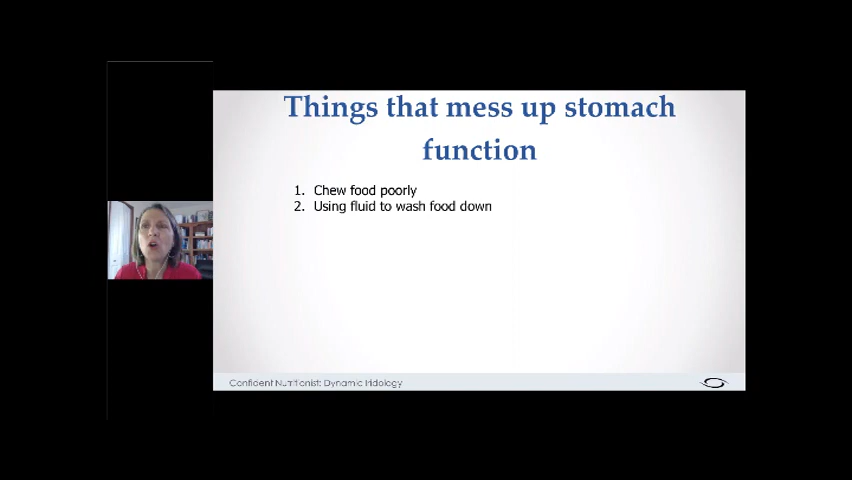 Things that mess up stomach
function
1. Chew food poorly
2. Using fluid to wash food down
Confident Nutritionist: Dynamic Iridology